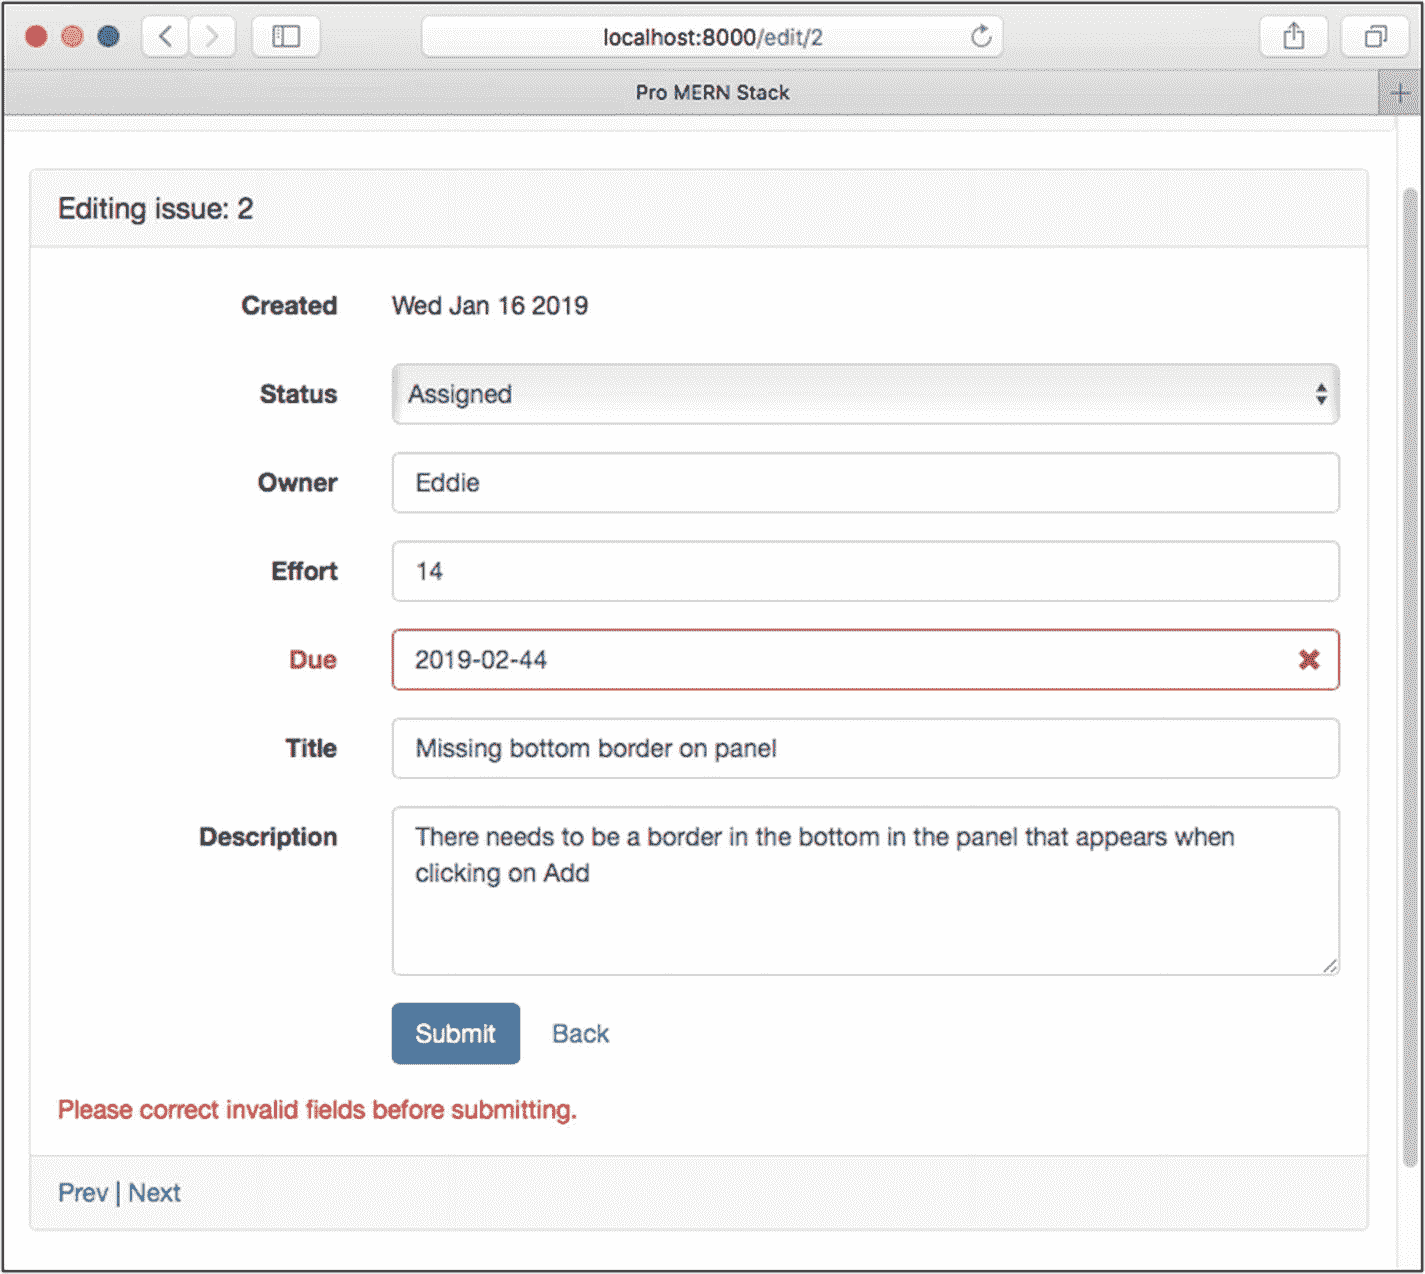 localhost:8000/edit/2
Pro MERN Stack
Editing issue: 2
Created Wed Jan 16 2019
Status Assigned
Owner Eddie
Effort 14
Due 2019-02-44
Title Missing bottom border on panel
Description There needs to be a border in the bottom in the panel that appears when
clicking on Add
Submit Back
Please correct invalid fields before submitting.
Prev | Next